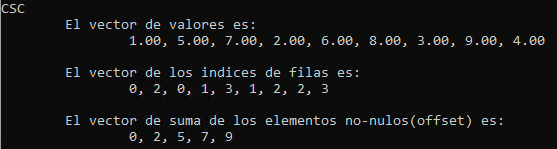 CSC
El vector de valores es:
1.00, 5.00, 7.00, 2.00, 6.00, 8.00, 3.00, 9.00, 4.00
El vector de los indices de filas es:
0, 2, 0, 1, 3, 1, 2, 2, 3
El vector de suma de los elementos no-nulos(offset) es:
0, 2, 5, 7, 9